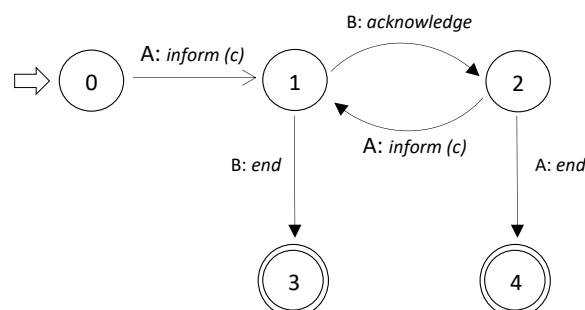 B: acknowledge
A: inform (c)
0
1
2
A: inform (c)
B: end
A: end
3
4